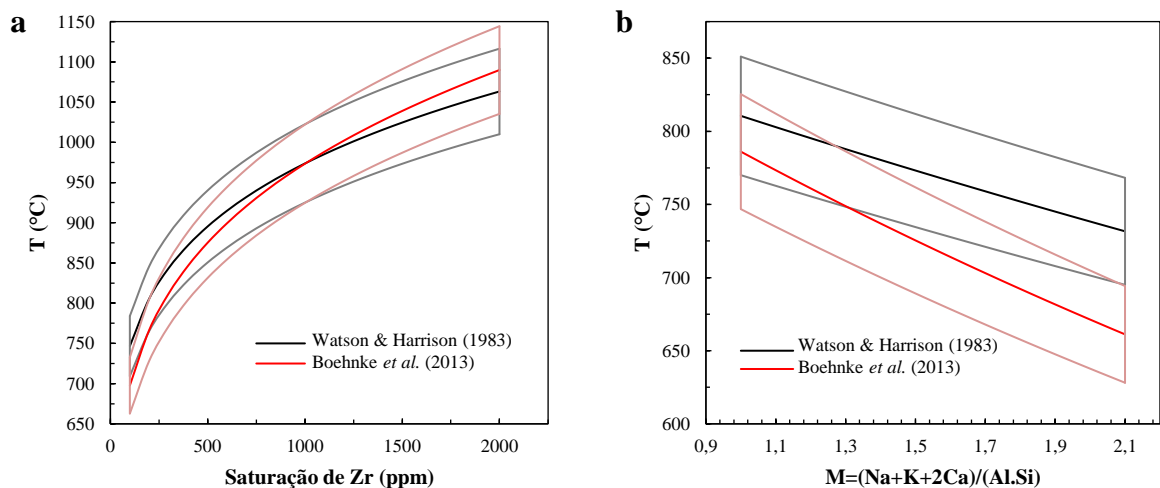 a
1150
1100
1050
1000
950
900
850
800
750
700
650
T (°C)
0
500
1000
1500
2000
Saturação de Zr (ppm)
Watson & Harrison (1983)
Boehnke et al. (2013)
b
850
800
750
700
650
600
T (°C)
0,9
1,1
1,3
1,5
1,7
1,9
2,1
M=(Na+K+2Ca)/(Al.Si)
Watson & Harrison (1983)
Boehnke et al. (2013)